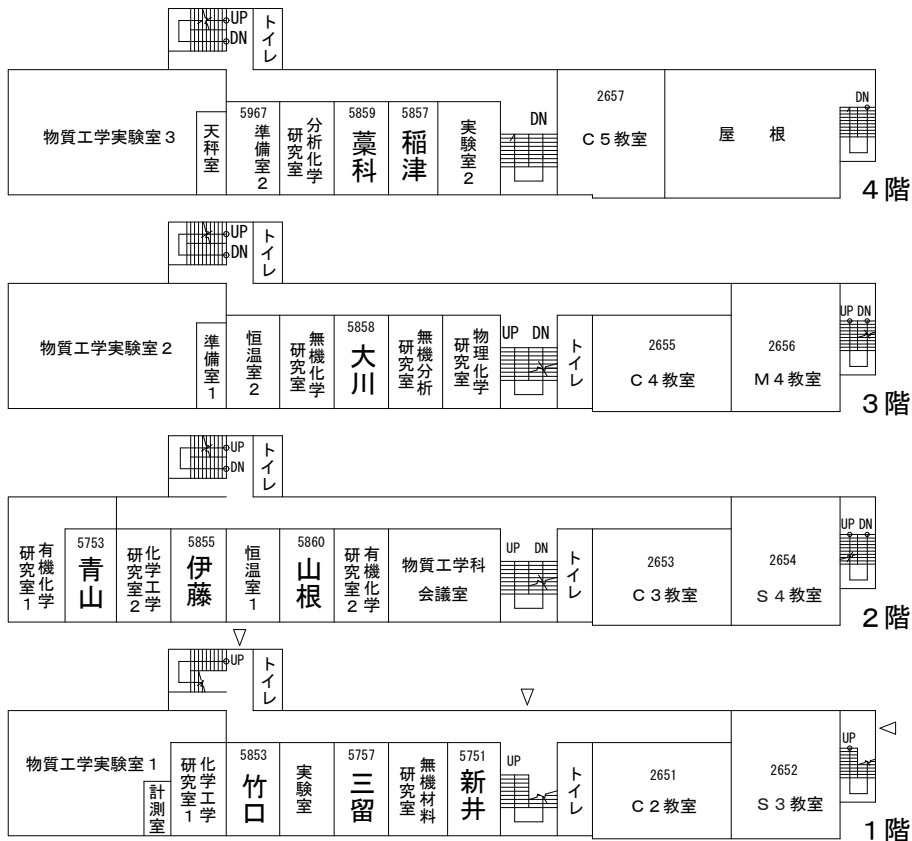 UP
DN
トイレ
物質工学実験室３
天秤室
5967
準備室2
分析化学
研究室
5859
藁科
5857
稲津
実験室2
DN
2657
Ｃ５教室
屋　根
DN
４階
UP
DN
トイレ
物質工学実験室２
準備室1
恒温室2
無機化学
研究室
5858
大川
無機分析
研究室
物理化学
研究室
UP DN
トイレ
2655
Ｃ４教室
2656
Ｍ４教室
UP DN
３階
UP
DN
トイレ
有機化学
研究室1
5753
青山
化学工学
研究室2
5855
伊藤
恒温室1
5860
山根
有機化学
研究室2
物質工学科
会議室
UP DN
トイレ
2653
Ｃ３教室
2654
Ｓ４教室
UP DN
２階
UP
トイレ
物質工学実験室１
計測室
化学工学
研究室1
5853
竹口
実験室
5757
三留
無機材料
研究室
5751
新井
UP
トイレ
2651
Ｃ２教室
2652
Ｓ３教室
UP
１階